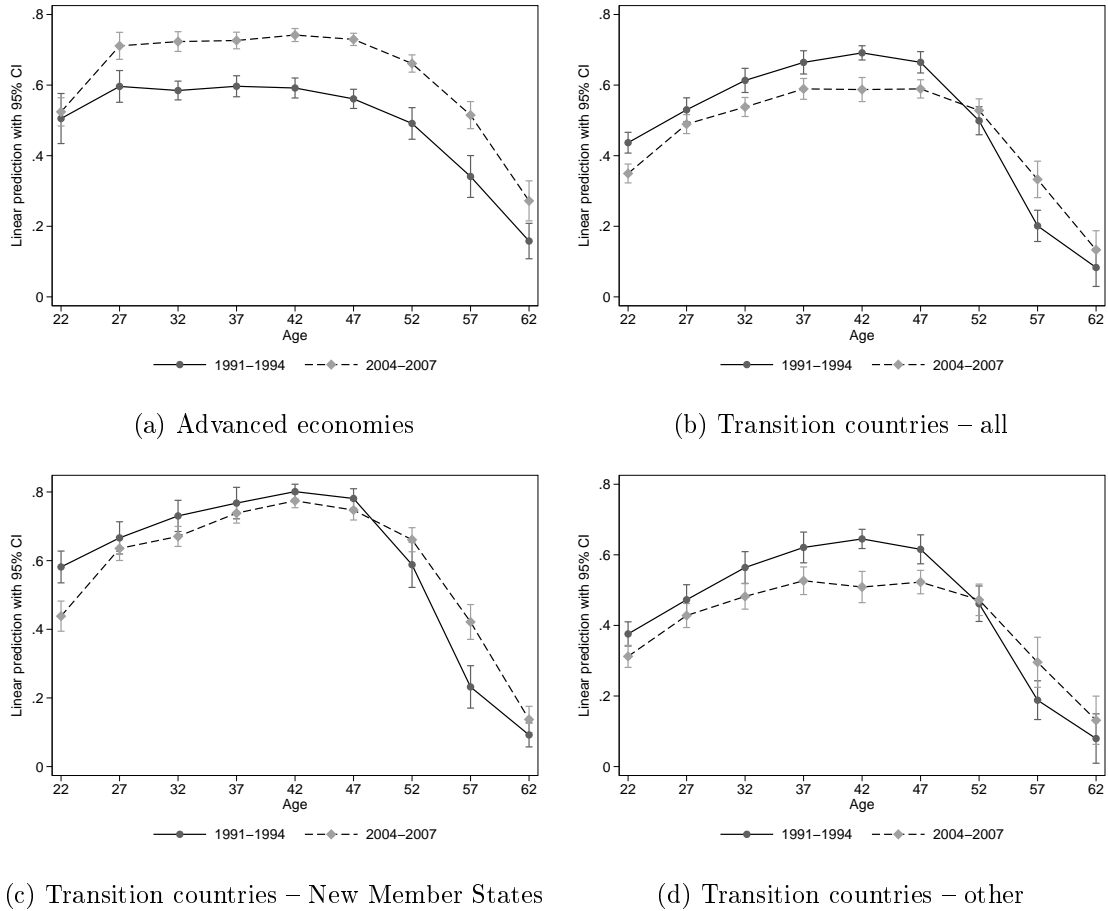 .8
.6
.4
.2
0
Linear prediction with 95% CI
22 27 32 37 42 47 52 57 62
Age
1991–1994 2004–2007
(a) Advanced economies
.8
.6
.4
.2
0
Linear prediction with 95% CI
22 27 32 37 42 47 52 57 62
Age
1991–1994 2004–2007
(b) Transition countries – all
.8
.6
.4
.2
0
Linear prediction with 95% CI
22 27 32 37 42 47 52 57 62
Age
1991–1994 2004–2007
(c) Transition countries – New Member States
.8
.6
.4
.2
0
Linear prediction with 95% CI
22 27 32 37 42 47 52 57 62
Age
1991–1994 2004–2007
(d) Transition countries – other